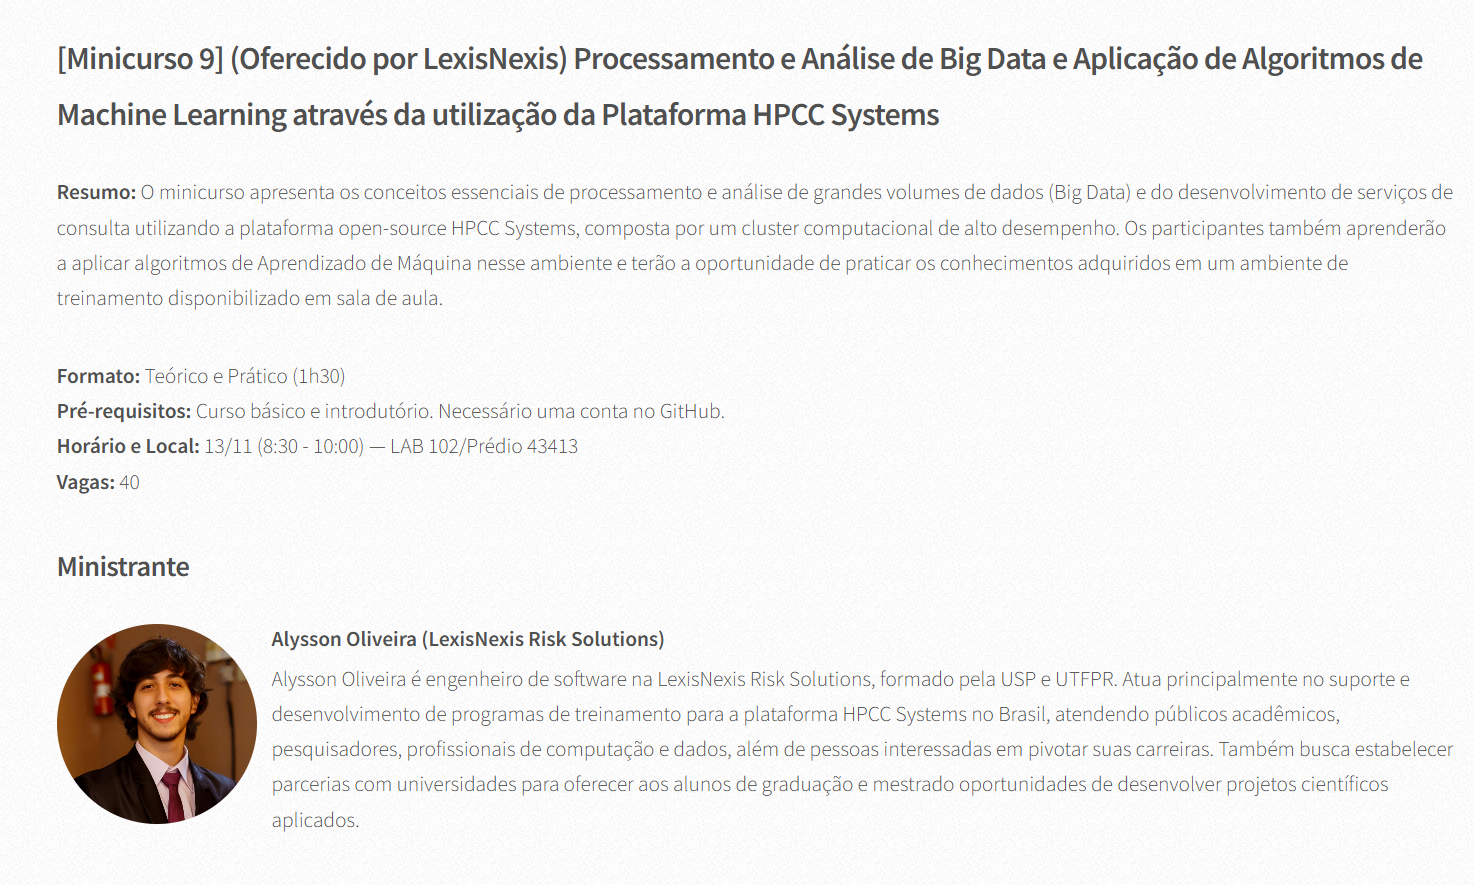 [Minicurso 9] (Oferecido por LexisNexis) Processamento e Análise de Big Data e Aplicação de Algoritmos de
Machine Learning através da utilização da Plataforma HPCC Systems
Resumo: O minicurso apresenta os conceitos essenciais de processamento e análise de grandes volumes de dados (Big Data) e do desenvolvimento de serviços de
consulta utilizando a plataforma open-source HPCC Systems, composta por um cluster computacional de alto desempenho. Os participantes também aprenderão
a aplicar algoritmos de Aprendizado de Máquina nesse ambiente e terão a oportunidade de praticar os conhecimentos adquiridos em um ambiente de
treinamento disponibilizado em sala de aula.
Formato: Teórico e Prático (1h30)
Pré-requisitos: Curso básico e introdutório. Necessário uma conta no GitHub.
Horário e Local: 13/11 (8:30 - 10:00) — LAB 102/Prédio 43413
Vagas: 40
Ministrante
Alysson Oliveira (LexisNexis Risk Solutions)
Alysson Oliveira é engenheiro de software na LexisNexis Risk Solutions, formado pela USP e UTFPR. Atua principalmente no suporte e
desenvolvimento de programas de treinamento para a plataforma HPCC Systems no Brasil, atendendo públicos acadêmicos,
pesquisadores, profissionais de computação e dados, além de pessoas interessadas em pivotar suas carreiras. Também busca estabelecer
parcerias com universidades para oferecer aos alunos de graduação e mestrado oportunidades de desenvolver projetos científicos
aplicados.